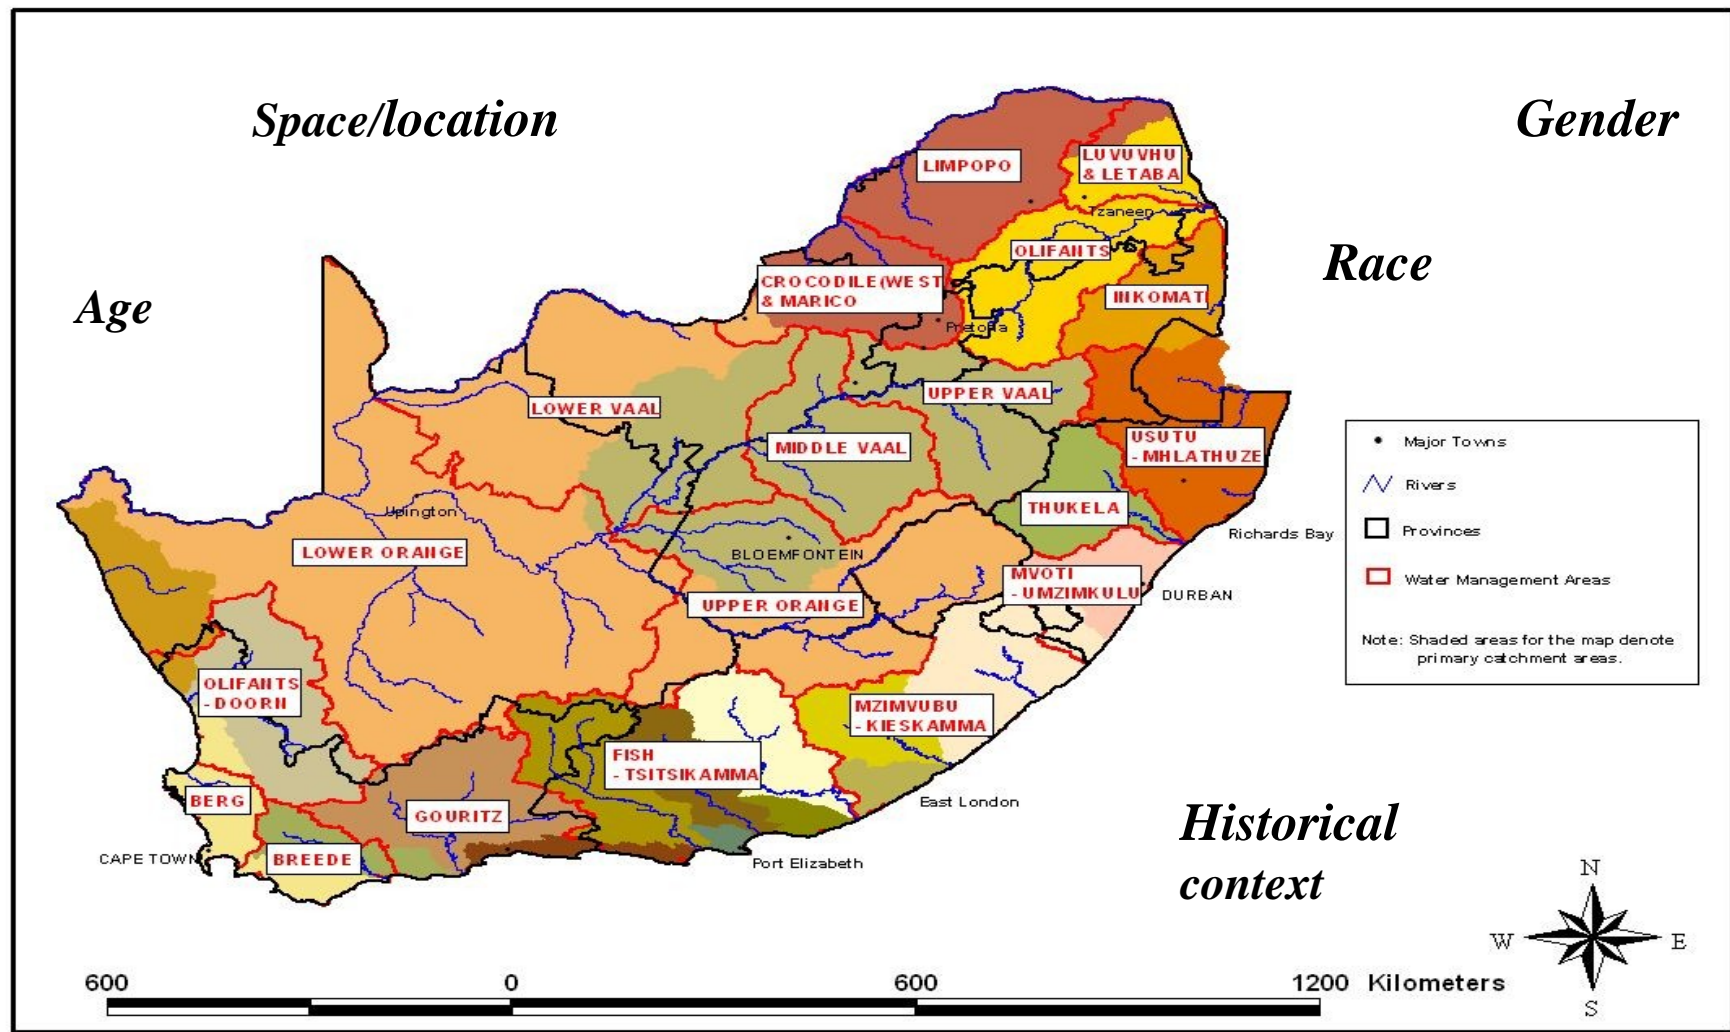 Space/location
Gender
Age
Race
LIMPOPO
LUVUVHU
& LETABA
Tzaneen
OLIFANTS
CROCODILE(WEST
& MARICO
INKOMATI
Pretoria
LOWER VAAL
UPPER VAAL
MIDDLE VAAL
USUTU
- MHLATHUZE
THUKELA
Richards Bay
Upington
LOWER ORANGE
BLOEMFONTEIN
UPPER ORANGE
MVOTI
- UMZIMKULU
DURBAN
OLIFANTS
- DOORN
MZIMVUBU
- KIESKAMMA
FISH
- TSITSIKAMMA
BERG
GOURITZ
BREEDE
CAPE TOWN
East London
Port Elizabeth
Major Towns
Rivers
Provinces
Water Management Areas
Note: Shaded areas for the map denote
primary catchment areas.
Historical
context
N
W
E
S
600
0
600
1200 Kilometers